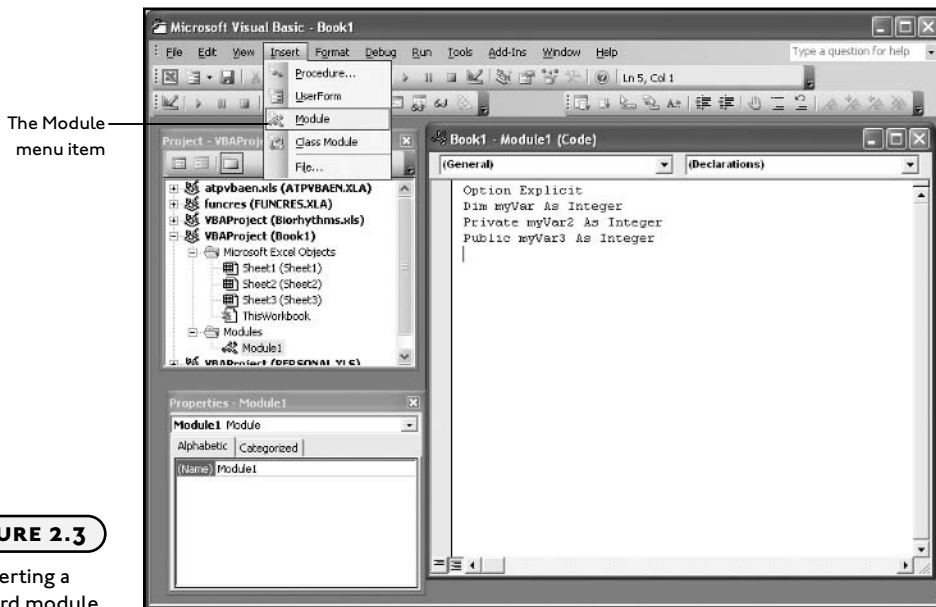 Microsoft Visual Basic - Book1
File Edit View Insert Format Debug Run Tools Add-Ins Window Help
Type a question for help
Ln 5, Col 1
Procedure...
UserForm
Module
Class Module
File...
The Module
menu item
Project - VBAProje
atpvbaen.xls (ATPVBAEN.XLA)
funcres (FUNCRES.XLA)
VBAProject (Biorhythms.xls)
VBAProject (Book1)
Microsoft Excel Objects
Sheet1 (Sheet1)
Sheet2 (Sheet2)
Sheet3 (Sheet3)
ThisWorkbook
Modules
Module1
VBAProject (PERSONAL.XLS)
Book1 - Module1 (Code)
(General)
(Declarations)
Option Explicit
Dim myVar As Integer
Private myVar2 As Integer
Public myVar3 As Integer
Properties - Module1
Module1 Module
Alphabetic Categorized
(Name) Module1
URE 2.3
erting a
rd module